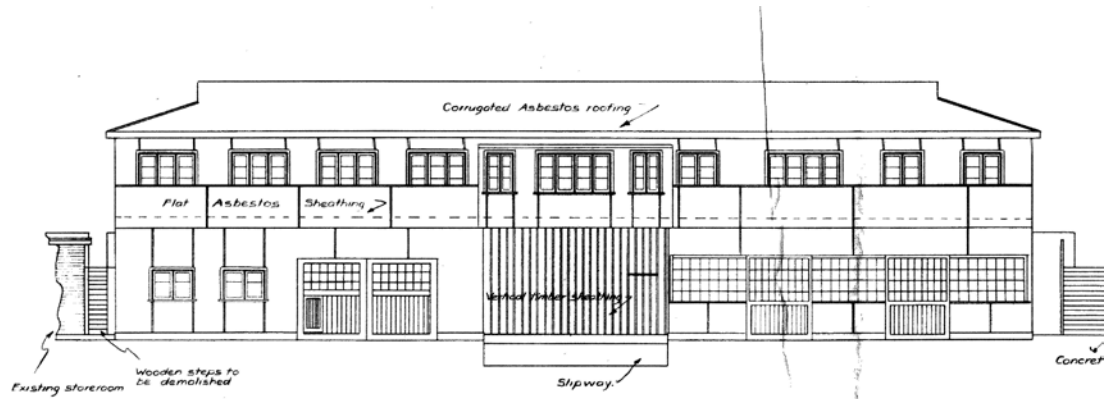 Corrugated Asbestos roofing
Flat Asbestos Sheathing
Vertical timber sheathing
Existing storeroom
Wooden steps to
be demolished
Slipway.
Concret